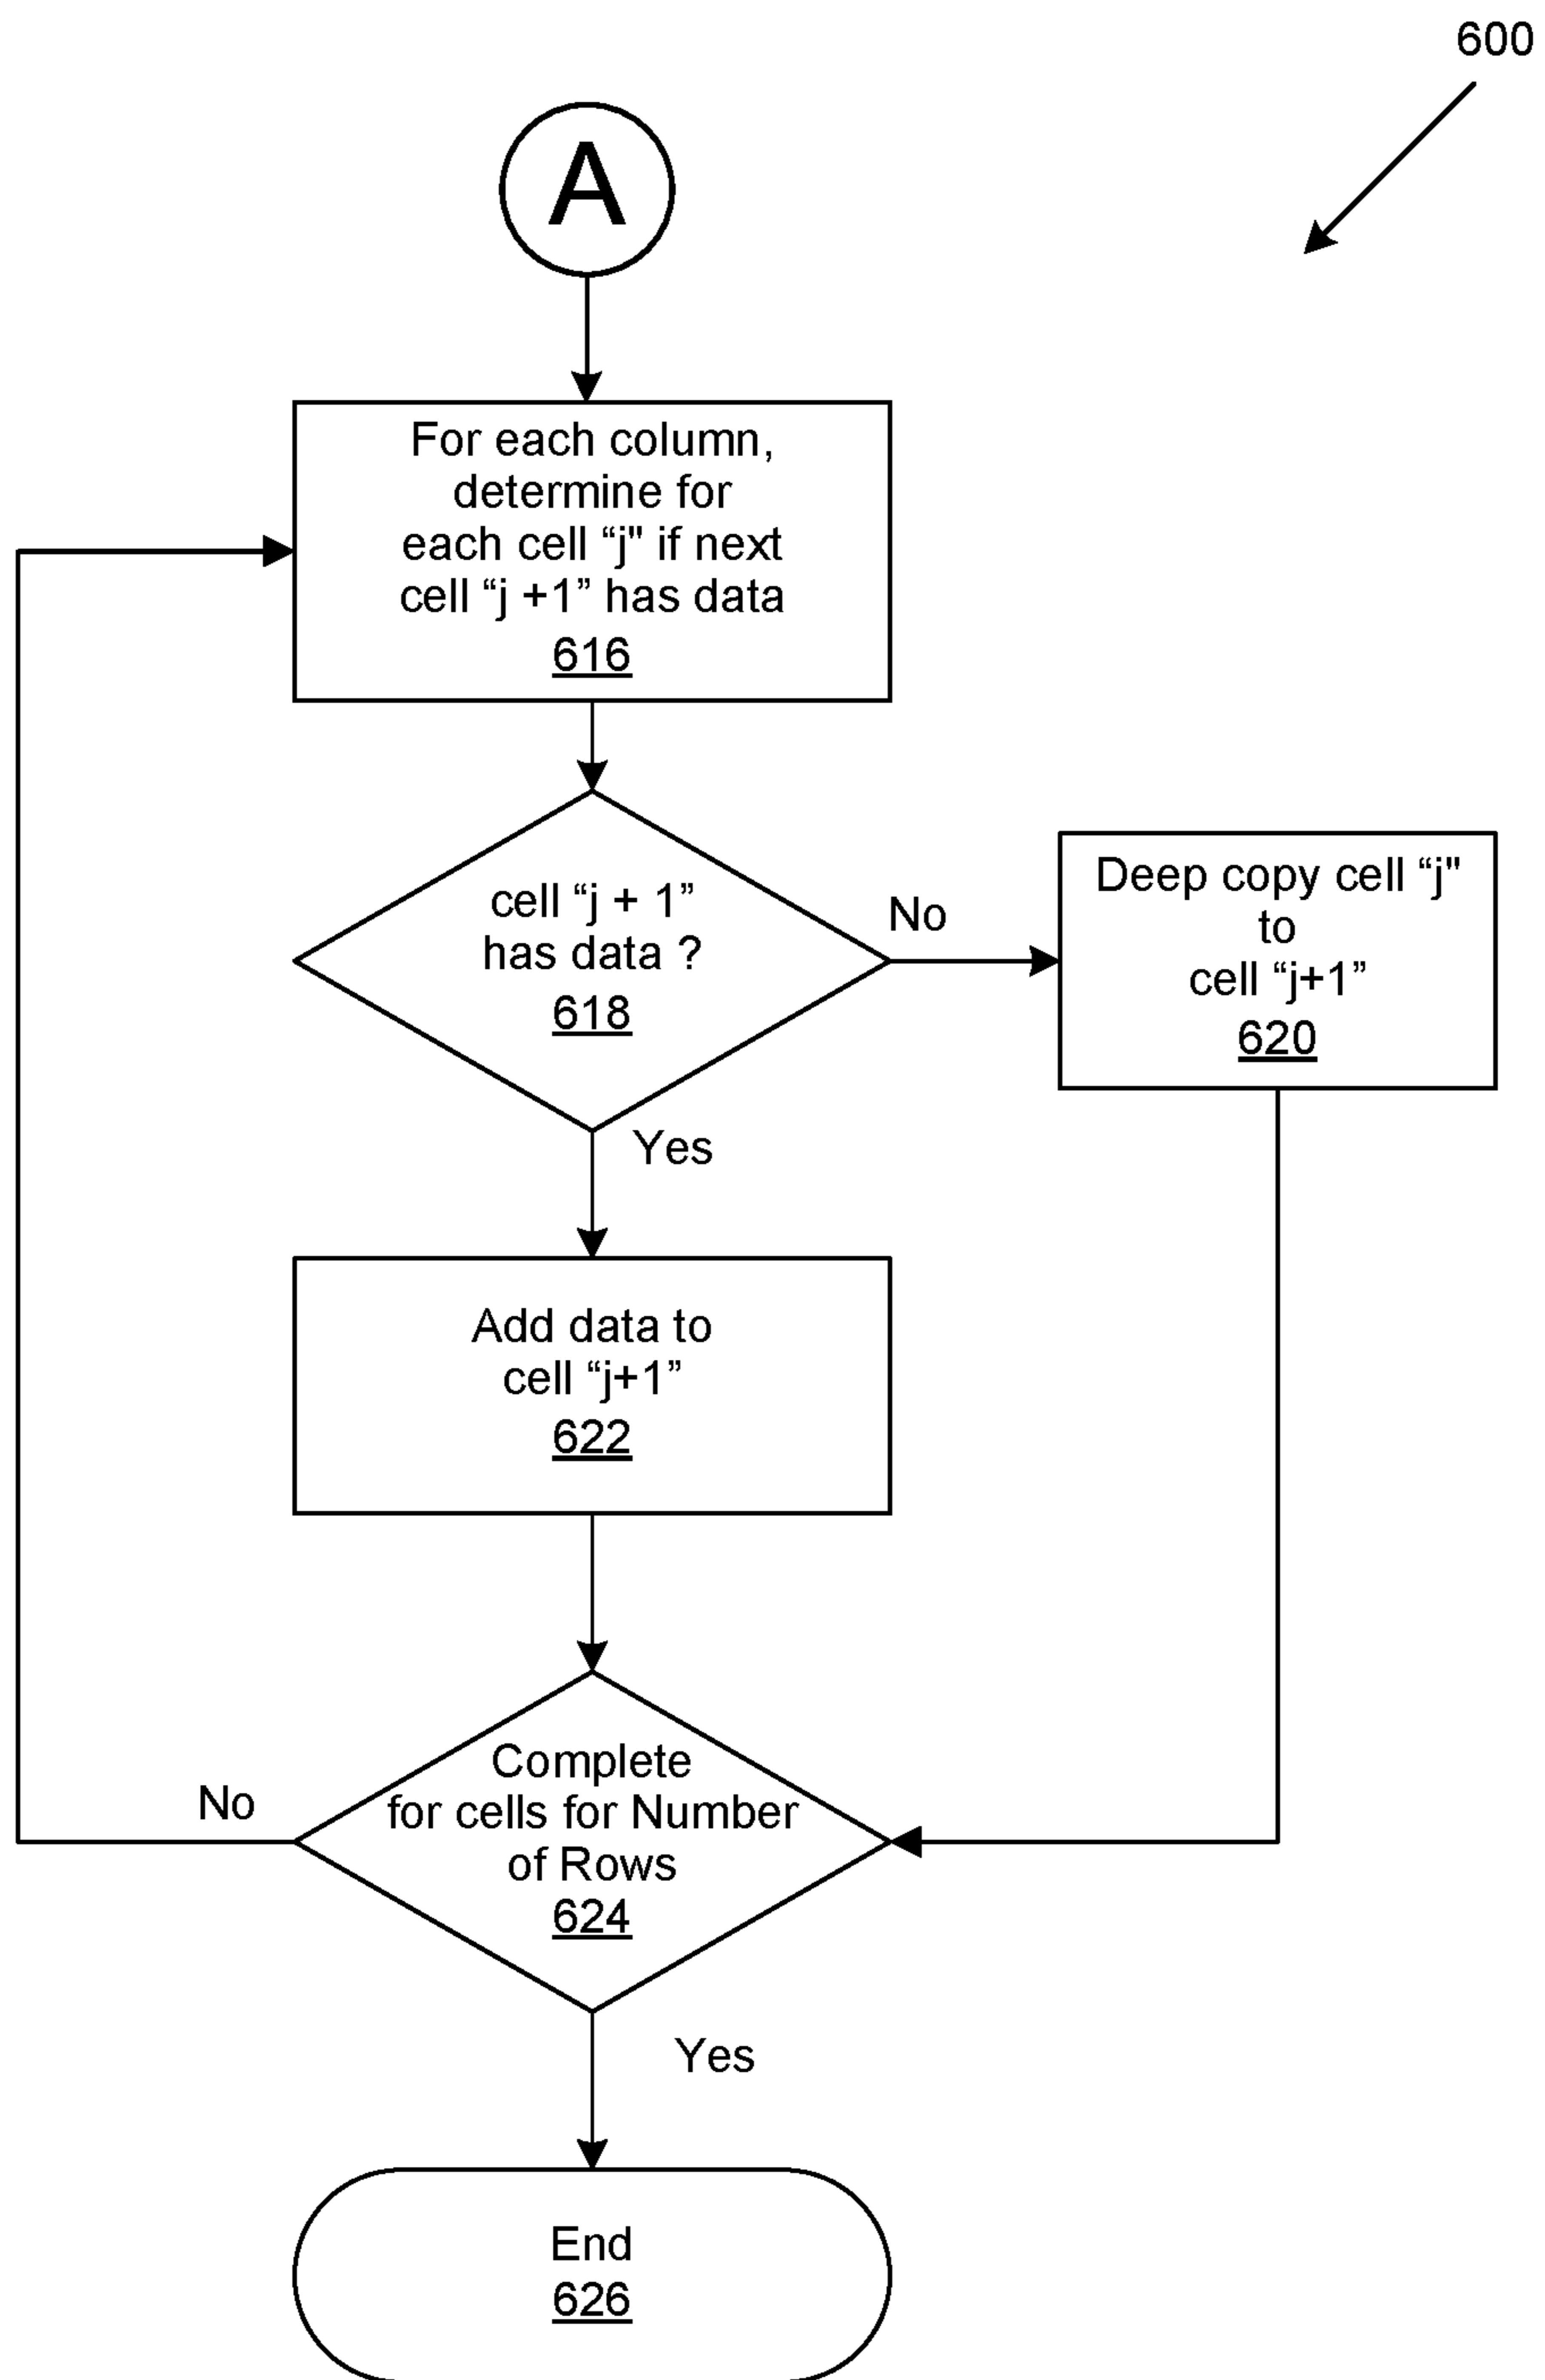 600
A
For each column,
determine for
each cell “j" if next
cell “j +1” has data
616
cell “j + 1”
has data ?
618
No
Deep copy cell “j"
to
cell “j+1”
620
Yes
Add data to
cell “j+1”
622
Complete
for cells for Number
of Rows
624
No
Yes
End
626